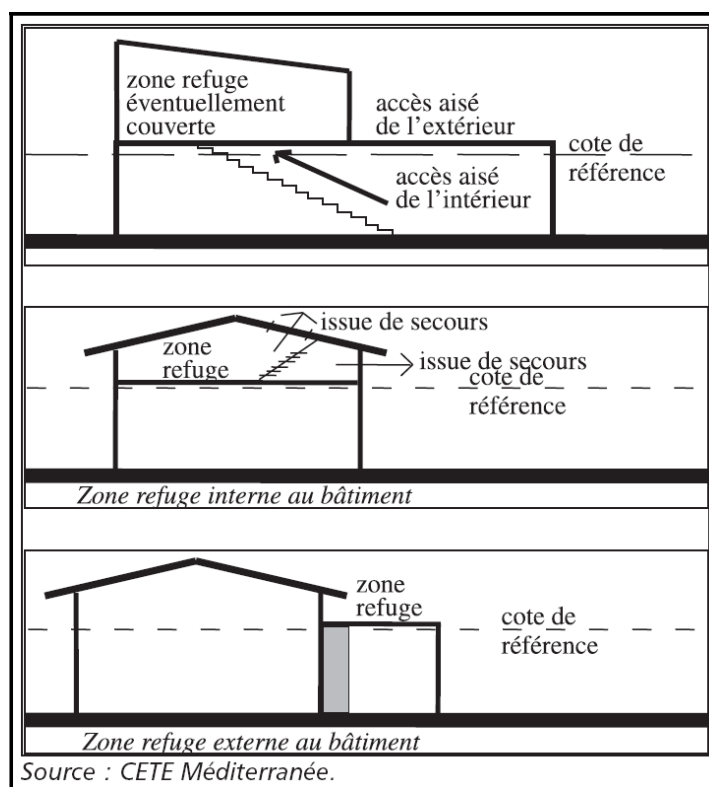 zone refuge
éventuellement
couverte
accès aisé
de l'extérieur
cote de
référence
accès aisé
de l'intérieur
issue de secours
zone
refuge
issue de secours
cote de
référence
Zone refuge interne au bâtiment
zone
refuge
cote de
référence
Zone refuge externe au bâtiment
Source : CETE Méditerranée.